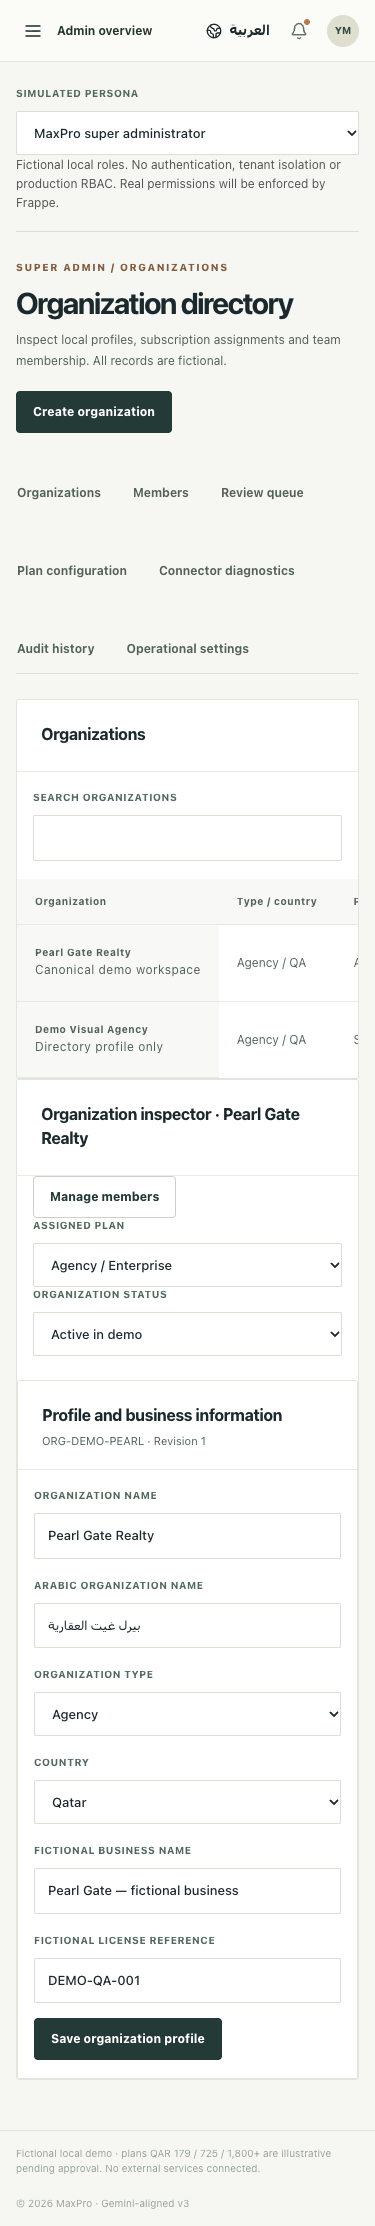 Admin overview
العربية
YM
SIMULATED PERSONA
MaxPro super administrator
Fictional local roles. No authentication, tenant isolation or
production RBAC. Real permissions will be enforced by
Frappe.
SUPER ADMIN / ORGANIZATIONS
Organization directory
Inspect local profiles, subscription assignments and team
membership. All records are fictional.
Create organization
Organizations Members Review queue
Plan configuration Connector diagnostics
Audit history Operational settings
Organizations
SEARCH ORGANIZATIONS
Organization Type / country
Pearl Gate Realty
Canonical demo workspace
Agency / QA
Demo Visual Agency
Directory profile only
Agency / QA
Organization inspector · Pearl Gate
Realty
Manage members
ASSIGNED PLAN
Agency / Enterprise
ORGANIZATION STATUS
Active in demo
Profile and business information
ORG-DEMO-PEARL · Revision 1
ORGANIZATION NAME
Pearl Gate Realty
ARABIC ORGANIZATION NAME
بيرل غيت العقارية
ORGANIZATION TYPE
Agency
COUNTRY
Qatar
FICTIONAL BUSINESS NAME
Pearl Gate — fictional business
FICTIONAL LICENSE REFERENCE
DEMO-QA-001
Save organization profile
Fictional local demo · plans QAR 179 / 725 / 1,800+ are illustrative
pending approval. No external services connected.
© 2026 MaxPro · Gemini-aligned v3